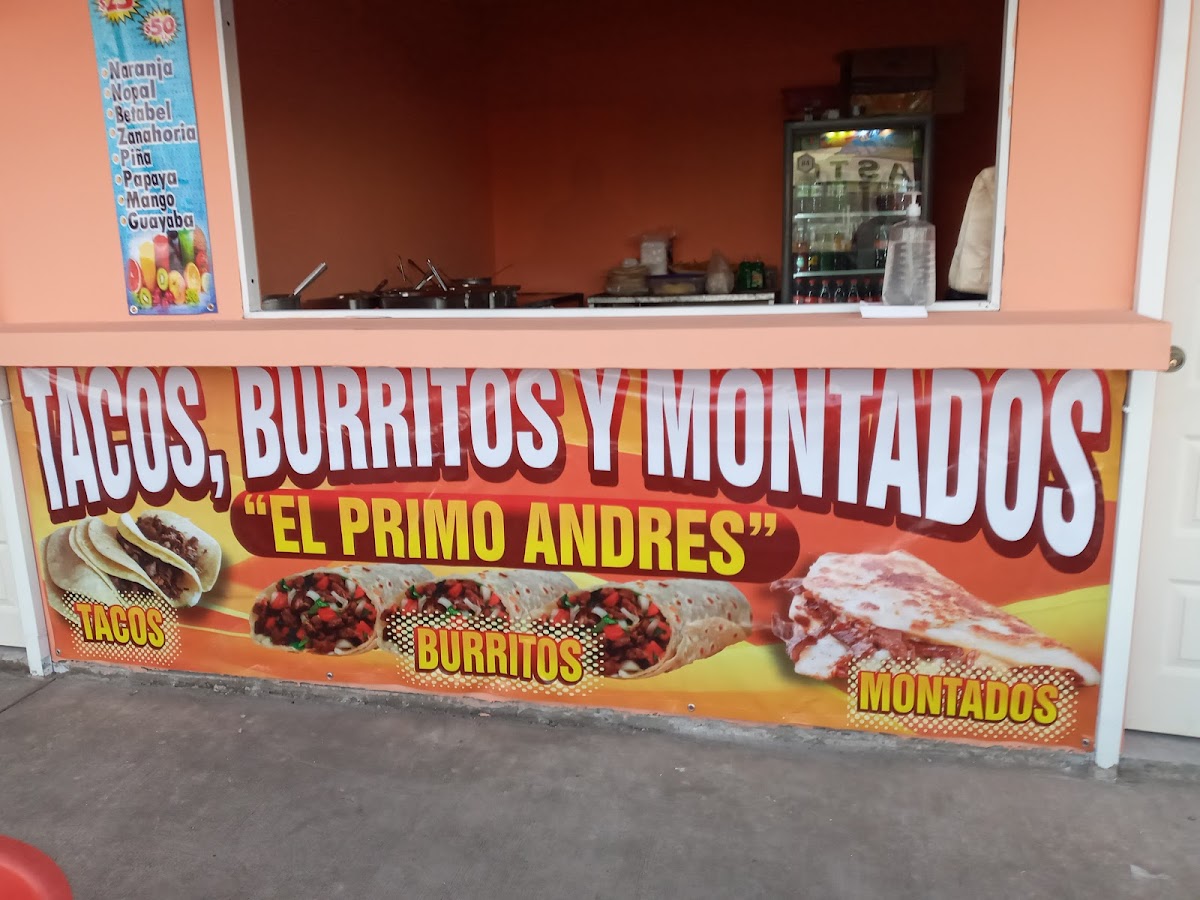 $25
$50
Naranja
Nopal
Betabel
Zanahoria
Piña
Papaya
Mango
Guayaba
TACOS, BURRITOS Y MONTADOS
"EL PRIMO ANDRES"
TACOS
BURRITOS
MONTADOS